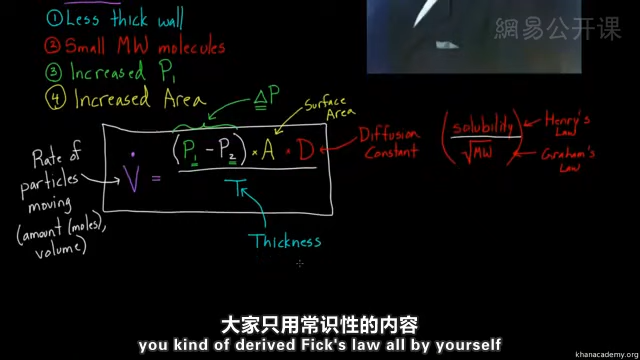 網易公开课
① Less thick wall
② Small MW molecules
③ Increased P₁
④ Increased Area
ΔP
Surface
Area
Rate of
particles
moving
(amount (moles),
volume)
V̇ = (P₁ - P₂) * A * D
T
Thickness
Diffusion
Constant
(solubility
√MW)
Henry's
Law
Graham's
Law
大家只用常识性的内容
you kind of derived Fick's law all by yourself
khanacademy.org